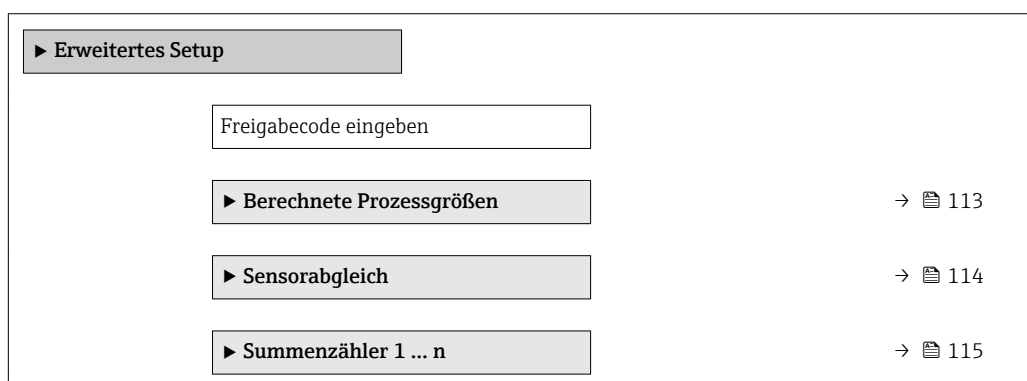 ▶ Erweitertes Setup
Freigabecode eingeben
▶ Berechnete Prozessgrößen → 113
▶ Sensorabgleich → 114
▶ Summenzähler 1 ... n → 115